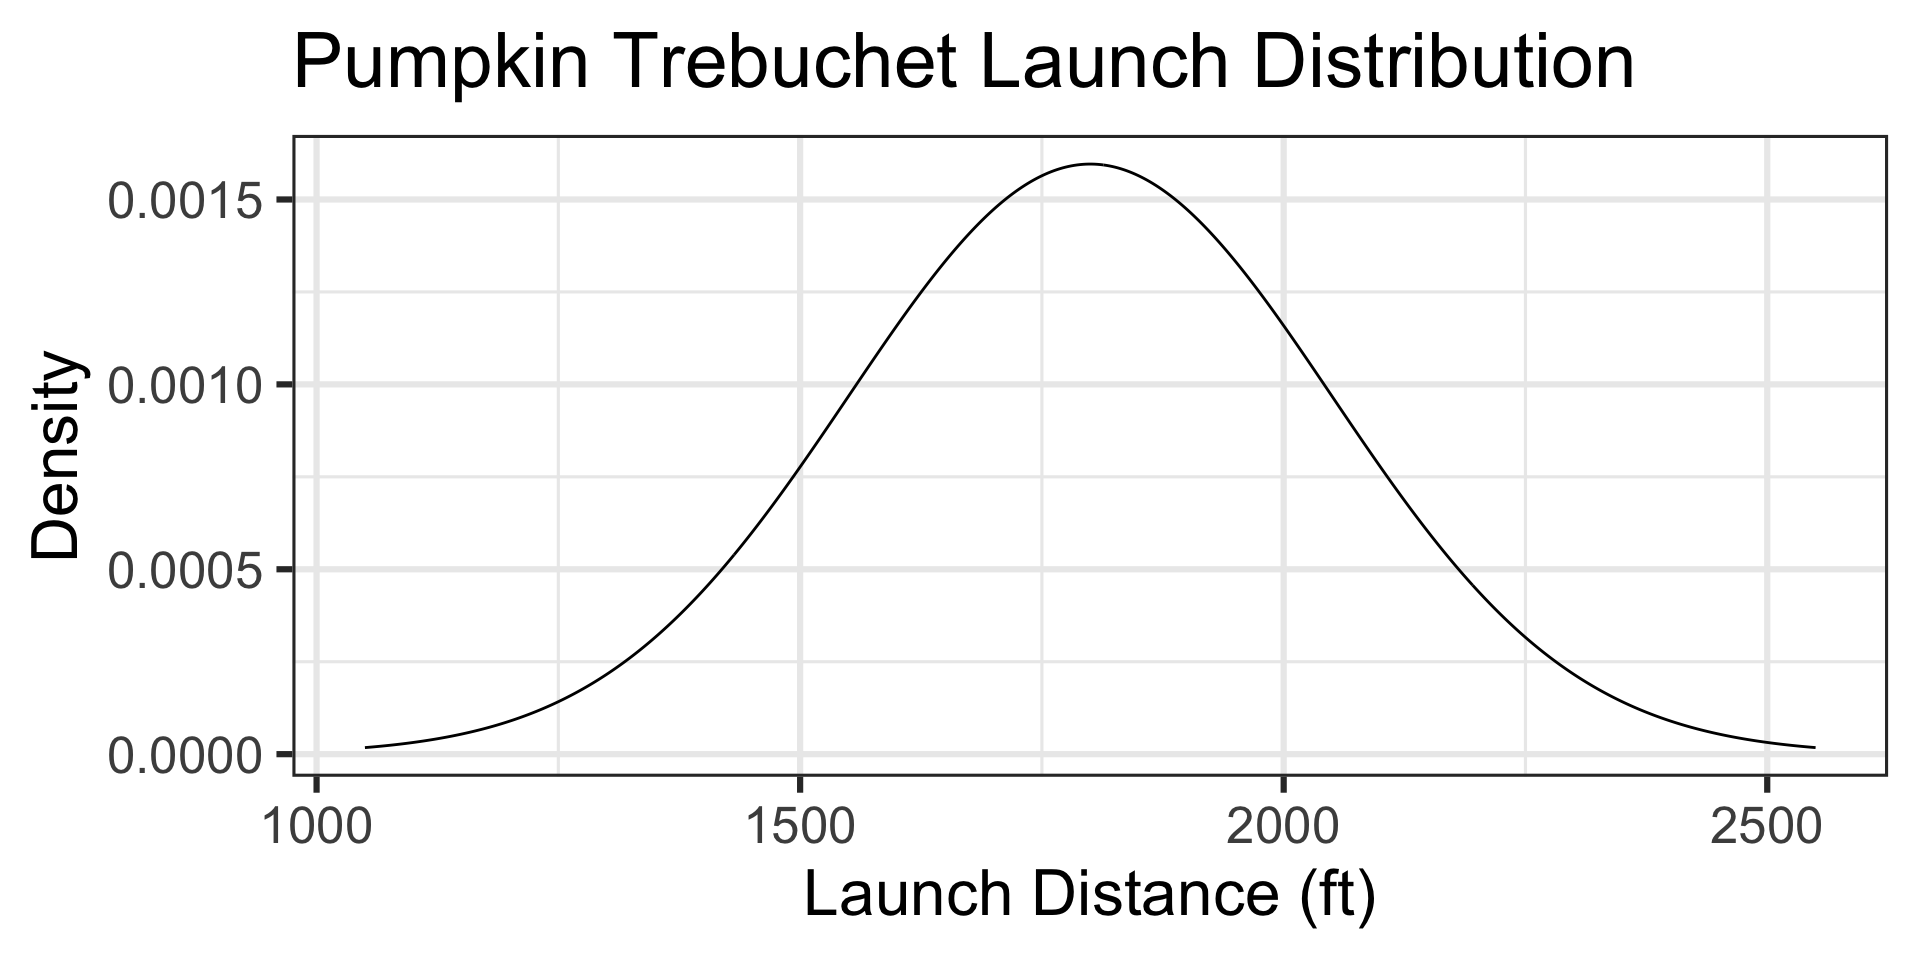 Pumpkin Trebuchet Launch Distribution
Density
0.0015
0.0010
0.0005
0.0000
1000 1500 2000 2500
Launch Distance (ft)